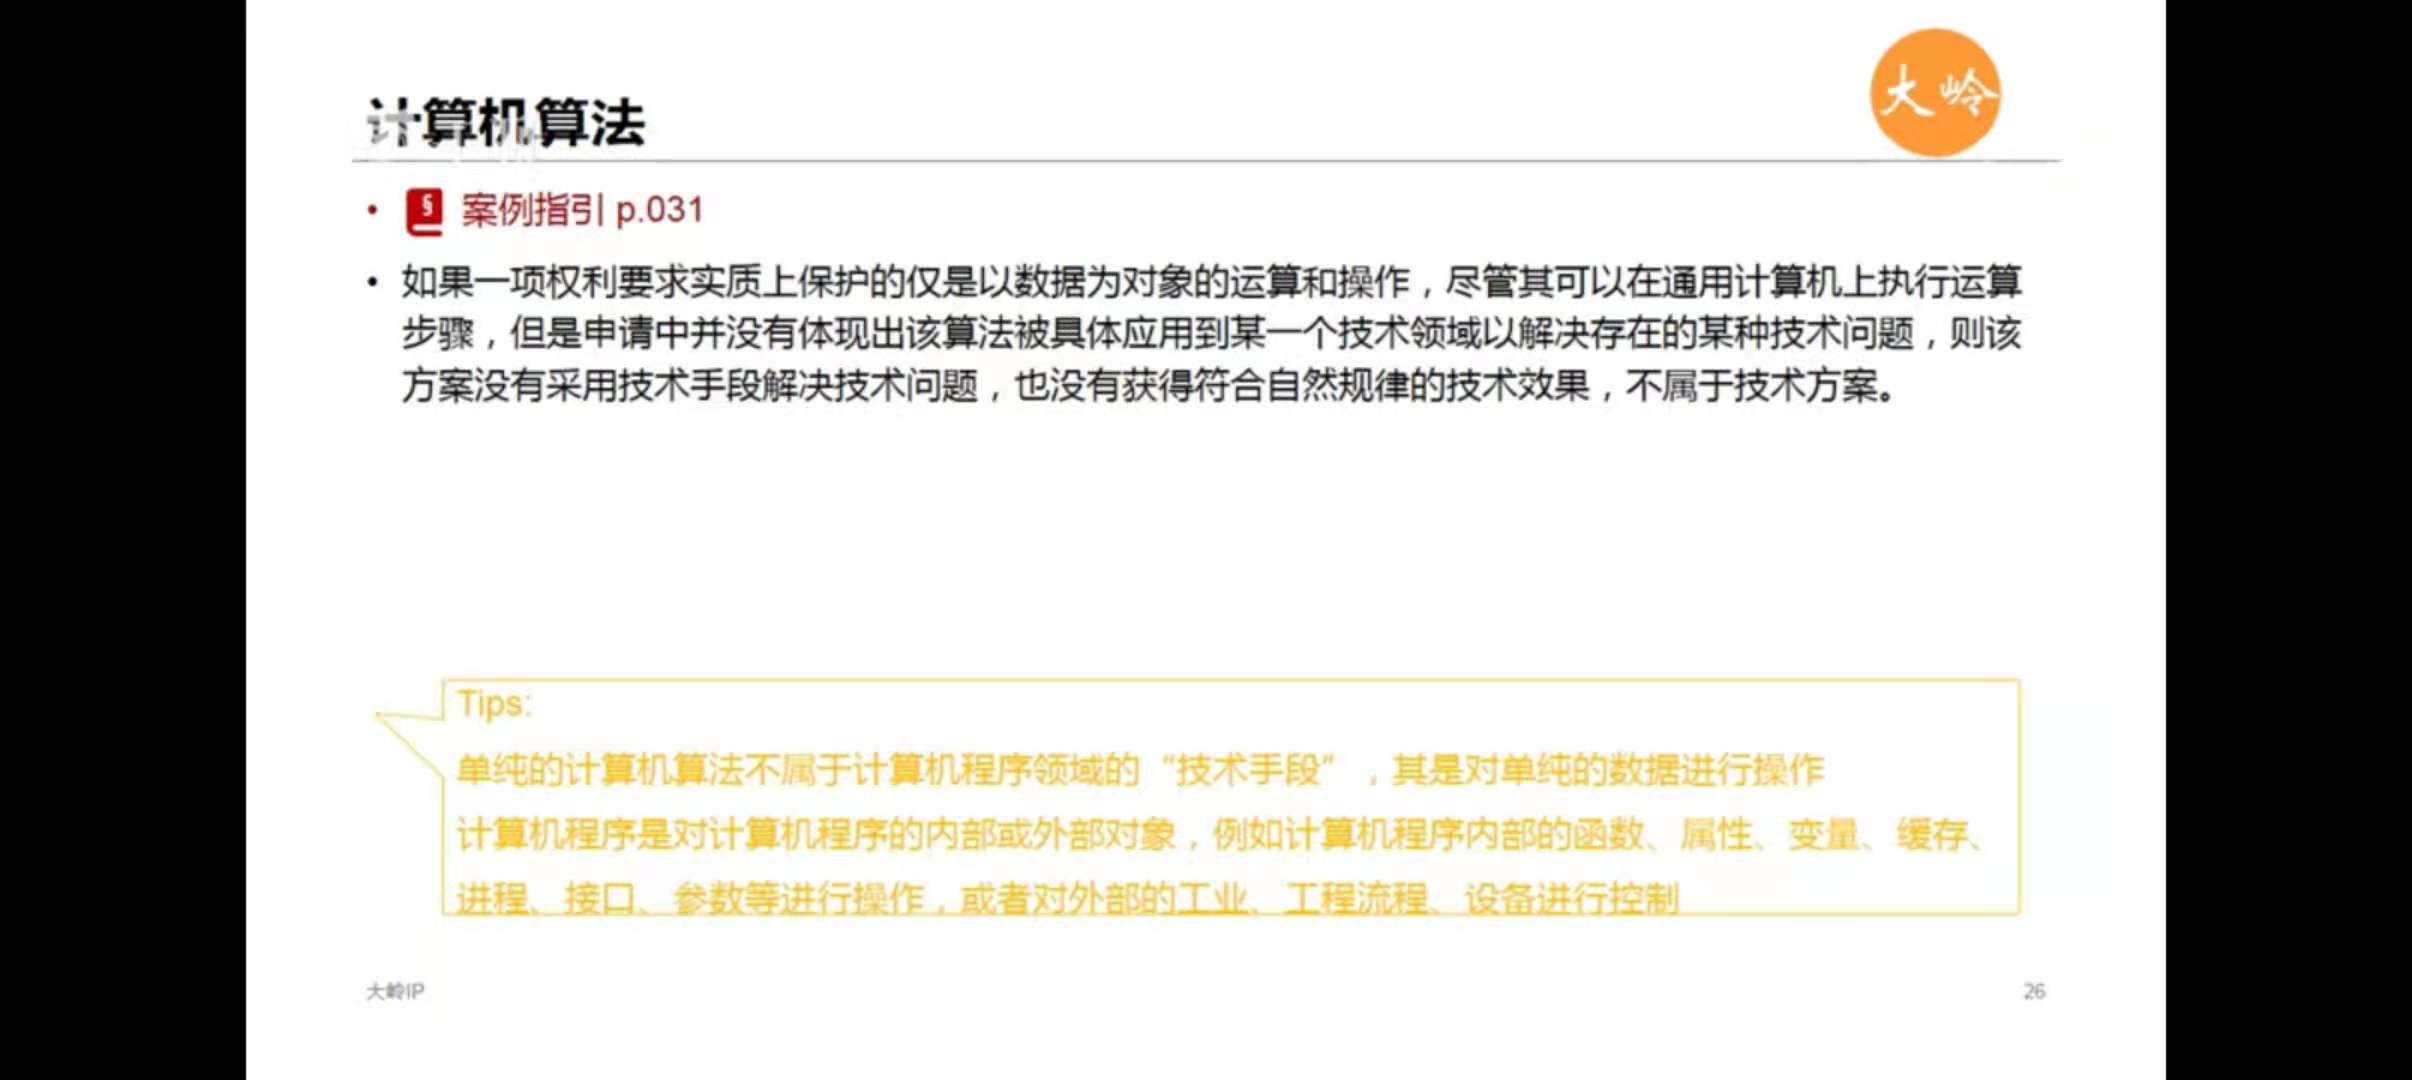 大岭
计算机算法
• § 案例指引 p.031
• 如果一项权利要求实质上保护的仅是以数据为对象的运算和操作，尽管其可以在通用计算机上执行运算
步骤，但是申请中并没有体现出该算法被具体应用到某一个技术领域以解决存在的某种技术问题，则该
方案没有采用技术手段解决技术问题，也没有获得符合自然规律的技术效果，不属于技术方案。
Tips:
单纯的计算机算法不属于计算机程序领域的“技术手段”，其是对单纯的数据进行操作
计算机程序是对计算机程序的内部或外部对象，例如计算机程序内部的函数、属性、变量、缓存、
进程、接口、参数等进行操作，或者对外部的工业、工程流程、设备进行控制
大岭IP
26